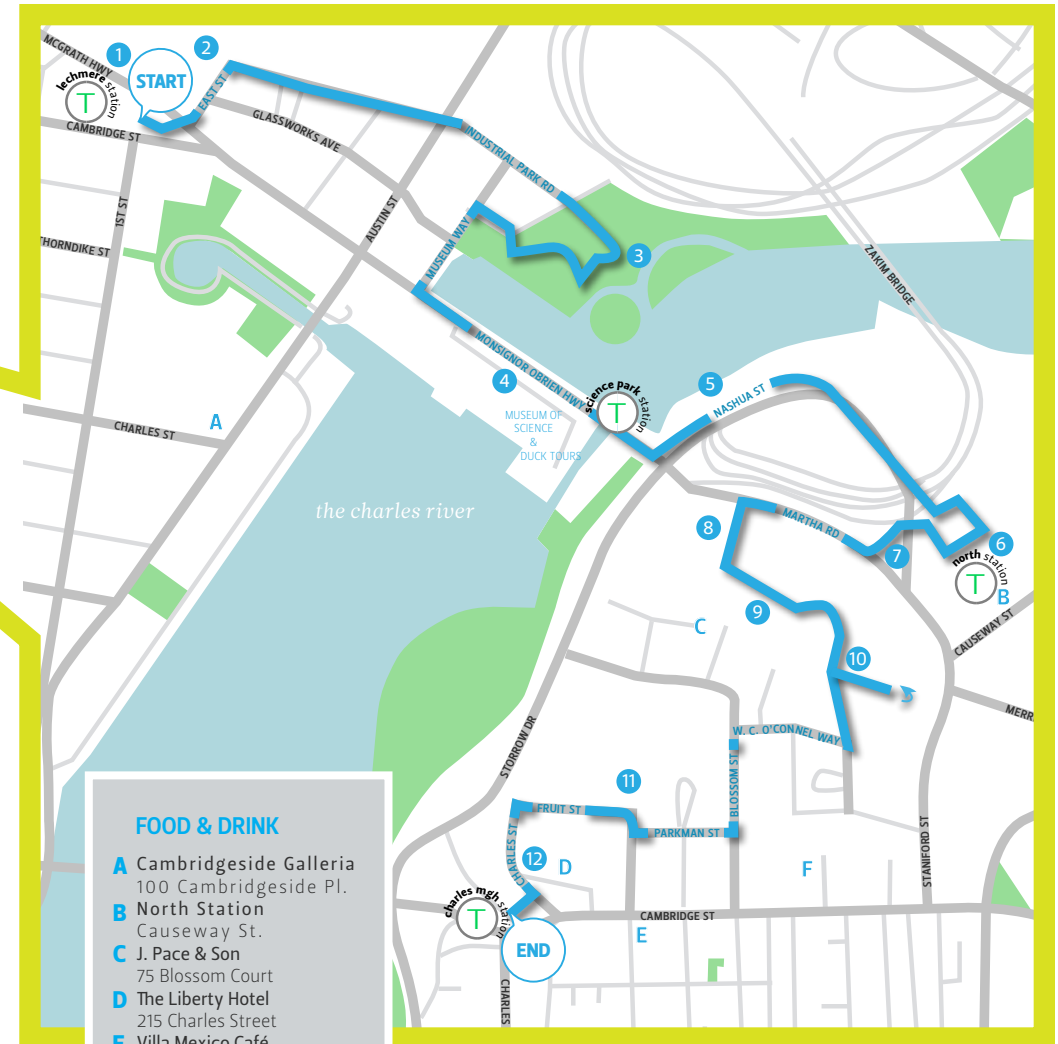 MCGRATH HWY
1
2
START
lechmere station
T
CAMBRIDGE ST
EAST ST
GLASSWORKS AVE
INDUSTRIAL PARK RD
1ST ST
AUSTIN ST
THORNDIKE ST
MUSEUM WAY
3
ZAKIM BRIDGE
MONSIGNOR OBRIEN HWY
4
science park station
T
5
NASHUA ST
MUSEUM OF
SCIENCE
&
DUCK TOURS
CHARLES ST
A
the charles river
8
MARTHA RD
7
6
north station
T
B
9
C
CAUSEWAY ST
10
STORROW DR
W. C. O'CONNEL WAY
BLOSSOM ST
11
FRUIT ST
PARKMAN ST
CHARLES ST
12
D
F
STANIFORD ST
charles mgh station
T
CAMBRIDGE ST
E
END
CHARLES
FOOD & DRINK
A Cambridgeside Galleria
100 Cambridgeside Pl.
B North Station
Causeway St.
C J. Pace & Son
75 Blossom Court
D The Liberty Hotel
215 Charles Street
E Villa Mexico Café